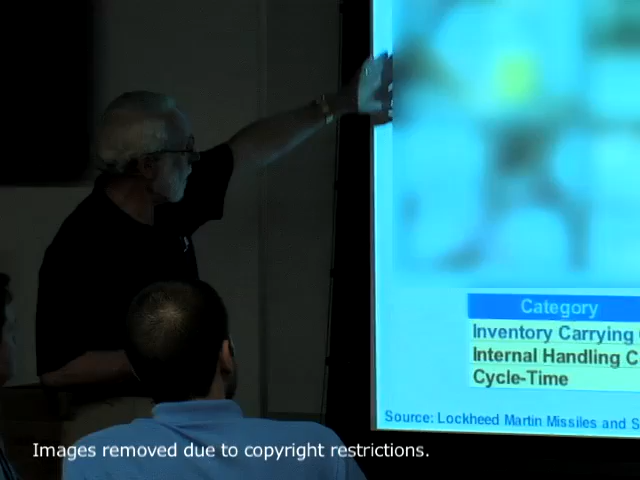 Category
Inventory Carrying
Internal Handling
Cycle-Time
Source: Lockheed Martin Missiles and
Images removed due to copyright restrictions.